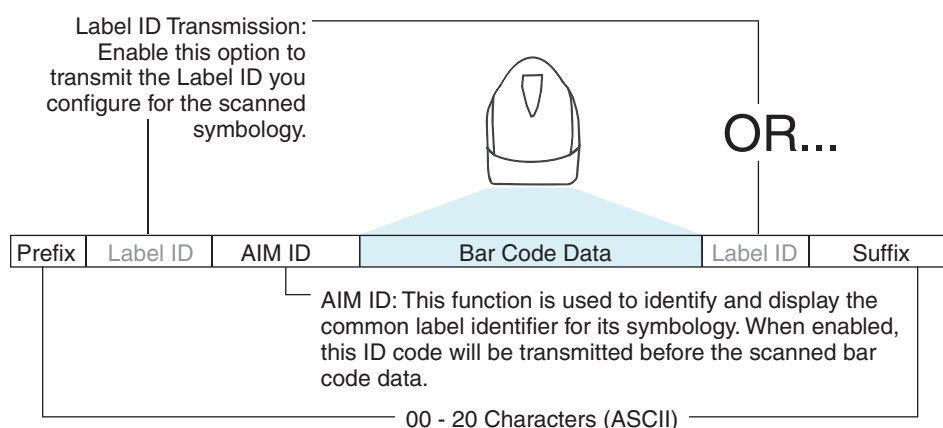 Label ID Transmission:
Enable this option to
transmit the Label ID you
configure for the scanned
symbology.
OR...
Prefix Label ID AIM ID Bar Code Data Label ID Suffix
AIM ID: This function is used to identify and display the
common label identifier for its symbology. When enabled,
this ID code will be transmitted before the scanned bar
code data.
00 - 20 Characters (ASCII)